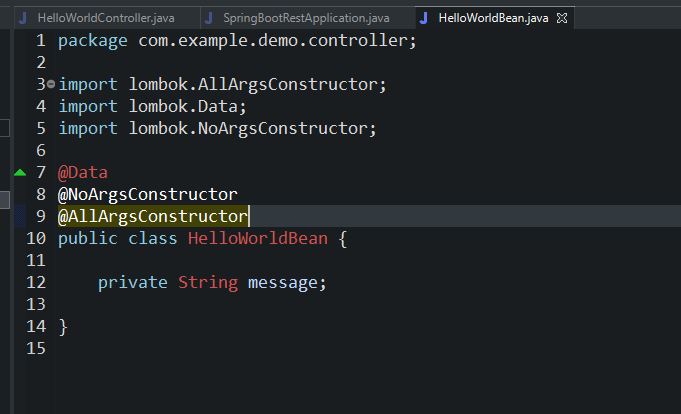 HelloWorldController.java SpringBootRestApplication.java HelloWorldBean.java
1 package com.example.demo.controller;
2
3 import lombok.AllArgsConstructor;
4 import lombok.Data;
5 import lombok.NoArgsConstructor;
6
7 @Data
8 @NoArgsConstructor
9 @AllArgsConstructor
10 public class HelloWorldBean {
11
12     private String message;
13
14 }
15